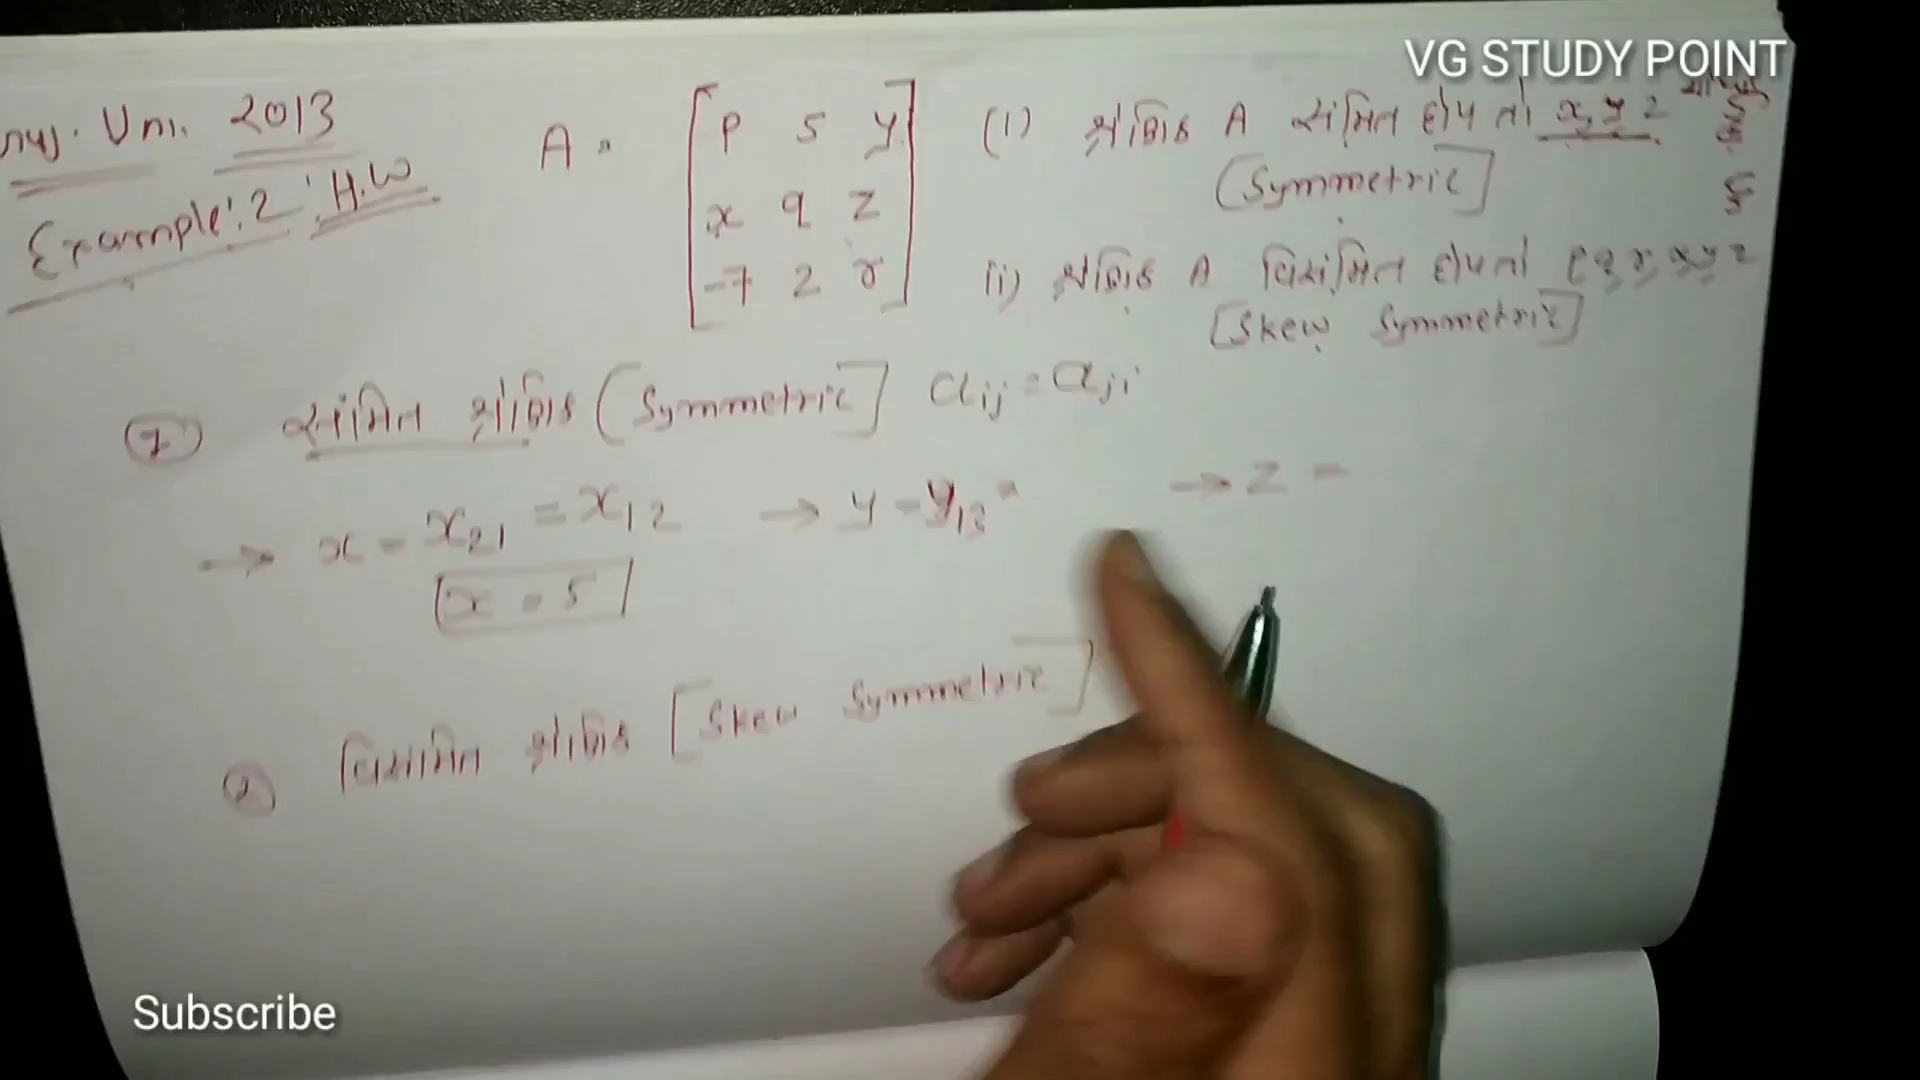 VG STUDY POINT
ગુજ. Uni. 2013
Example:2 H.W
A = [p 5 y
x q z
-7 2 r]
(i) શ્રેણિક A સંમિત હોય તો x, y, z
[Symmetric]
ii) શ્રેણિક A વિસંમિત હોય તો p, q, r, x, y, z
[Skew Symmetric]
① સંમિત શ્રેણિક [Symmetric] aij = aji
→ x = x21 = x12 → y = y13 = → z =
x = 5
② વિસંમિત શ્રેણિક [Skew Symmetric]
Subscribe